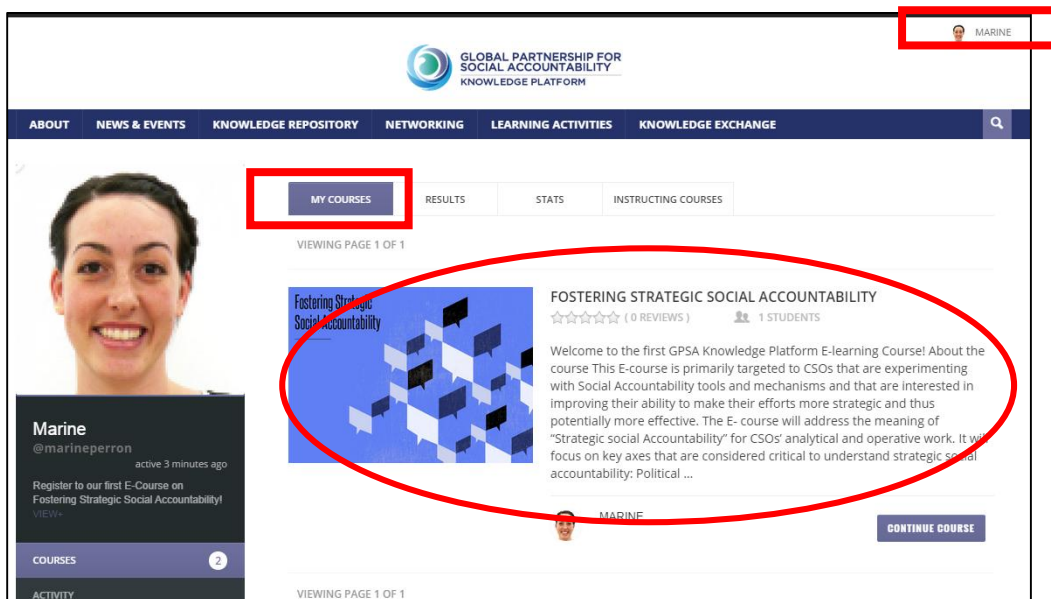 MARINE
GLOBAL PARTNERSHIP FOR
SOCIAL ACCOUNTABILITY
KNOWLEDGE PLATFORM
ABOUT NEWS & EVENTS KNOWLEDGE REPOSITORY NETWORKING LEARNING ACTIVITIES KNOWLEDGE EXCHANGE
MY COURSES RESULTS STATS INSTRUCTING COURSES
VIEWING PAGE 1 OF 1
Fostering Strategic
Social Accountability
FOSTERING STRATEGIC SOCIAL ACCOUNTABILITY
( 0 REVIEWS ) 1 STUDENTS
Welcome to the first GPSA Knowledge Platform E-learning Course! About the
course This E-course is primarily targeted to CSOs that are experimenting
with Social Accountability tools and mechanisms and that are interested in
improving their ability to make their efforts more strategic and thus
potentially more effective. The E- course will address the meaning of
“Strategic social Accountability” for CSOs’ analytical and operative work. It will
focus on key axes that are considered critical to understand strategic social
accountability: Political ...
MARINE
CONTINUE COURSE
VIEWING PAGE 1 OF 1
Marine
@marineperron
active 3 minutes ago
Register to our first E-Course on
Fostering Strategic Social Accountability!
VIEW+
COURSES 2
ACTIVITY